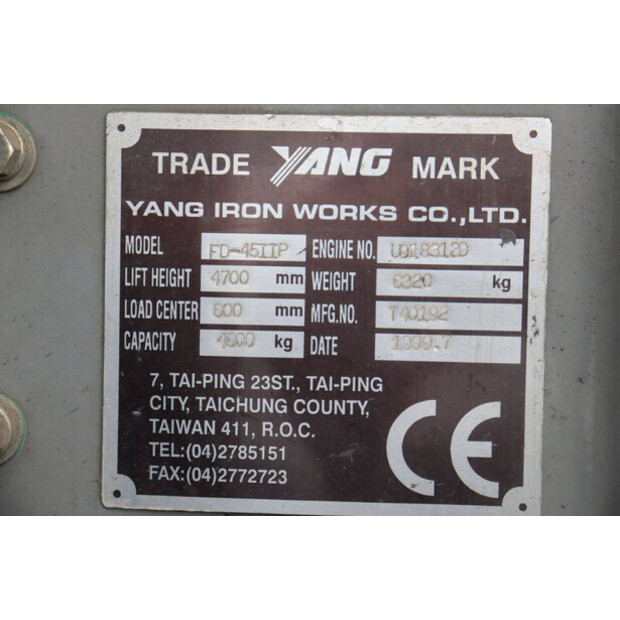 TRADE YANG MARK
YANG IRON WORKS CO.,LTD.
MODEL FD-45IIP ENGINE NO.
LIFT HEIGHT 4700 mm WEIGHT 6320 kg
LOAD CENTER mm MFG.NO. T40192
CAPACITY kg DATE 1999.7
7, TAI-PING 23ST., TAI-PING
CITY, TAICHUNG COUNTY,
TAIWAN 411, R.O.C.
TEL:(04)2785151
FAX:(04)2772723
CE